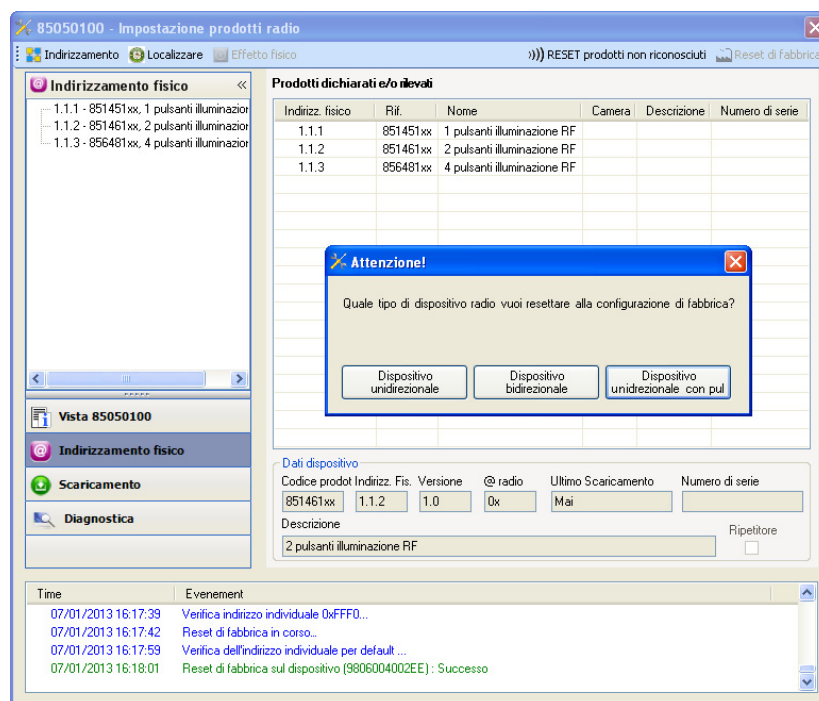 85050100 - Impostazione prodotti radio
Indirizzamento Localizzare Effetto fisico RESET prodotti non riconosciuti Reset di fabbrica
Indirizzamento fisico
1.1.1 - 851451xx, 1 pulsanti illuminazior
1.1.2 - 851461xx, 2 pulsanti illuminazior
1.1.3 - 856481xx, 4 pulsanti illuminazior
Prodotti dichiarati e/o rilevati
Indirizz. fisico Rif. Nome Camera Descrizione Numero di serie
1.1.1 851451xx 1 pulsanti illuminazione RF
1.1.2 851461xx 2 pulsanti illuminazione RF
1.1.3 856481xx 4 pulsanti illuminazione RF
Attenzione!
Quale tipo di dispositivo radio vuoi resettare alla configurazione di fabbrica?
Dispositivo unidirezionale
Dispositivo bidirezionale
Dispositivo unidrezionale con pul
Vista 85050100
Indirizzamento fisico
Scaricamento
Diagnostica
Dati dispositivo
Codice prodot Indirizz. Fis. Versione @ radio Ultimo Scaricamento Numero di serie
851461xx 1.1.2 1.0 0x Mai
Descrizione
Ripetitore
2 pulsanti illuminazione RF
Time Evenement
07/01/2013 16:17:39 Verifica indirizzo individuale 0xFFF0...
07/01/2013 16:17:42 Reset di fabbrica in corso...
07/01/2013 16:17:59 Verifica dell'indirizzo individuale per default ...
07/01/2013 16:18:01 Reset di fabbrica sul dispositivo (9806004002EE) : Successo